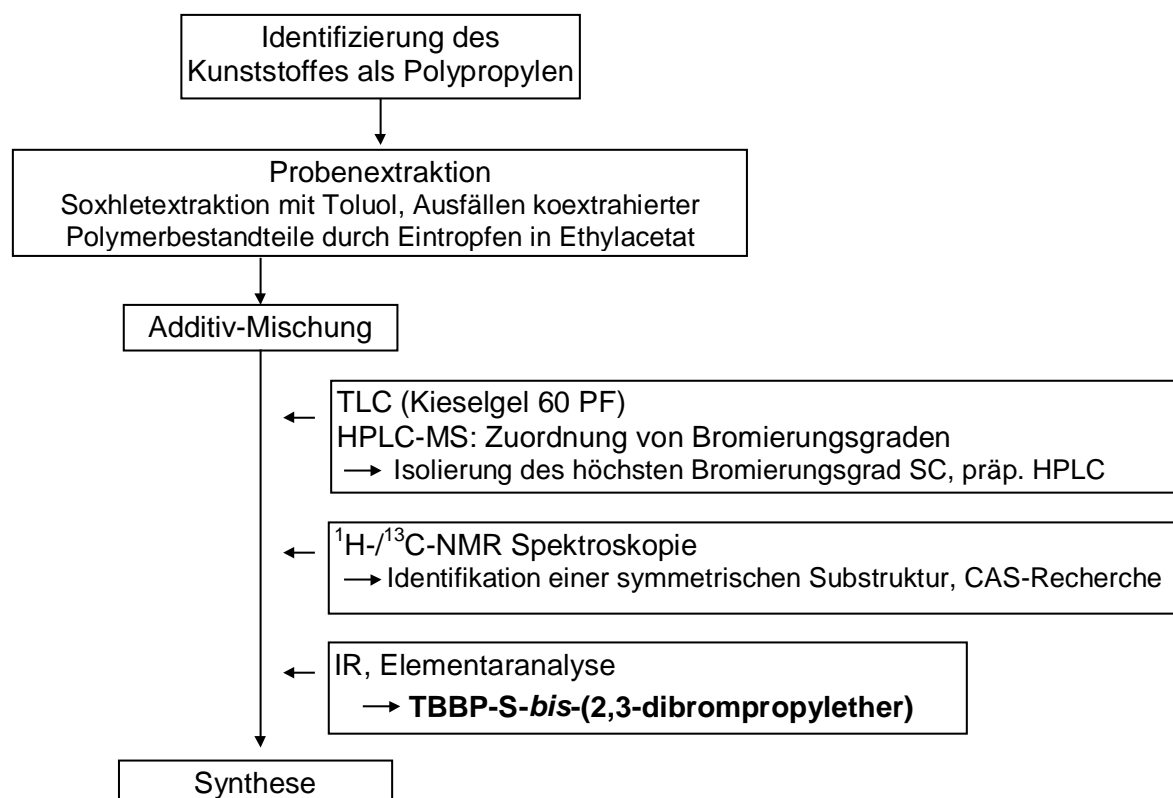 Identifizierung des
Kunststoffes als Polypropylen
Probenextraktion
Soxhletextraktion mit Toluol, Ausfällen koextrahierter
Polymerbestandteile durch Eintropfen in Ethylacetat
Additiv-Mischung
TLC (Kieselgel 60 PF)
HPLC-MS: Zuordnung von Bromierungsgraden
→ Isolierung des höchsten Bromierungsgrad SC, präp. HPLC
¹H-/¹³C-NMR Spektroskopie
→ Identifikation einer symmetrischen Substruktur, CAS-Recherche
IR, Elementaranalyse
→ TBBP-S-bis-(2,3-dibrompropylether)
Synthese